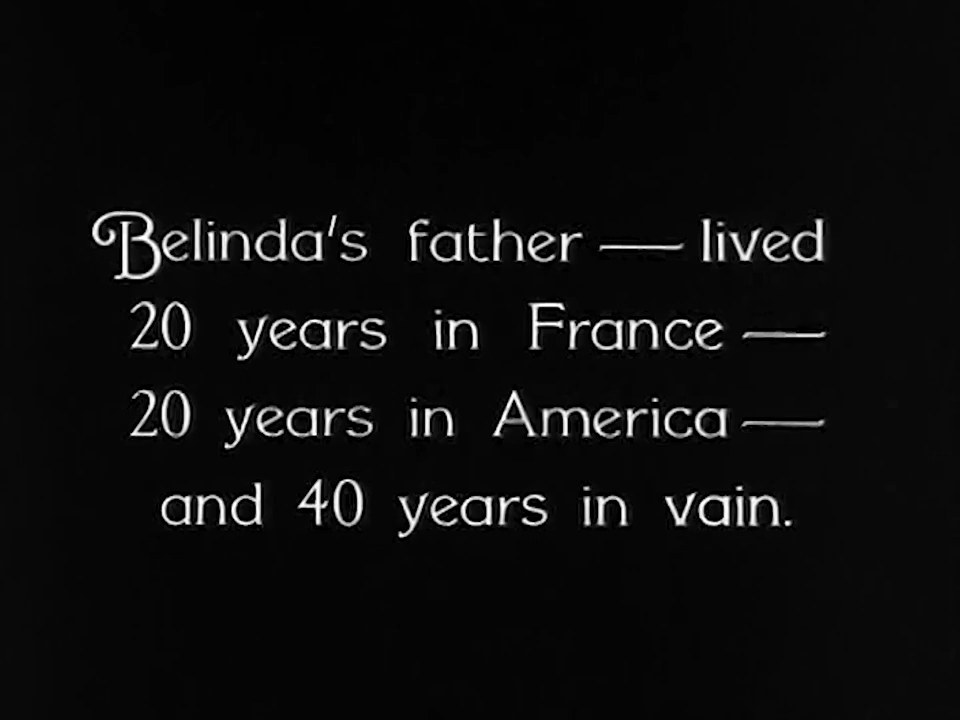 Belinda's father — lived
20 years in France —
20 years in America —
and 40 years in vain.